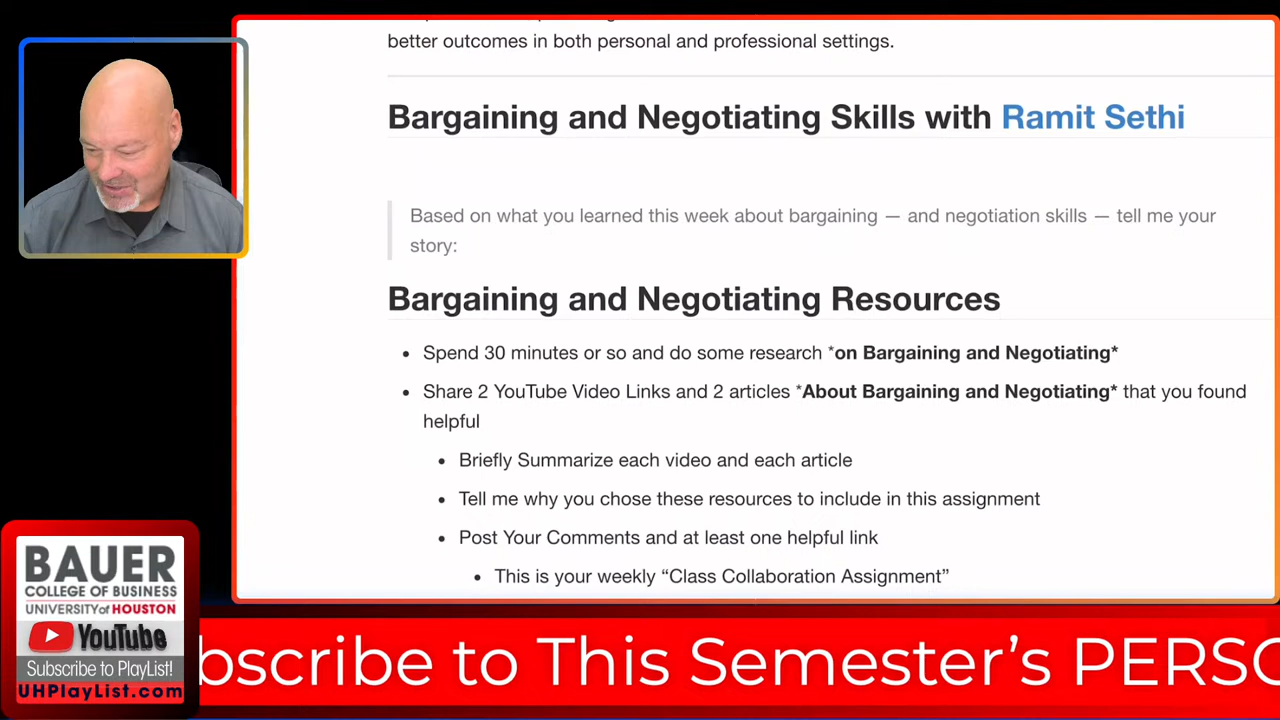 better outcomes in both personal and professional settings.
Bargaining and Negotiating Skills with Ramit Sethi
Based on what you learned this week about bargaining — and negotiation skills — tell me your
story:
Bargaining and Negotiating Resources
• Spend 30 minutes or so and do some research *on Bargaining and Negotiating*
• Share 2 YouTube Video Links and 2 articles *About Bargaining and Negotiating* that you found
helpful
• Briefly Summarize each video and each article
• Tell me why you chose these resources to include in this assignment
• Post Your Comments and at least one helpful link
• This is your weekly “Class Collaboration Assignment”
BAUER
COLLEGE OF BUSINESS
UNIVERSITY of HOUSTON
YouTube
Subscribe to PlayList!
UHPlayList.com
bscribe to This Semester’s PERSO